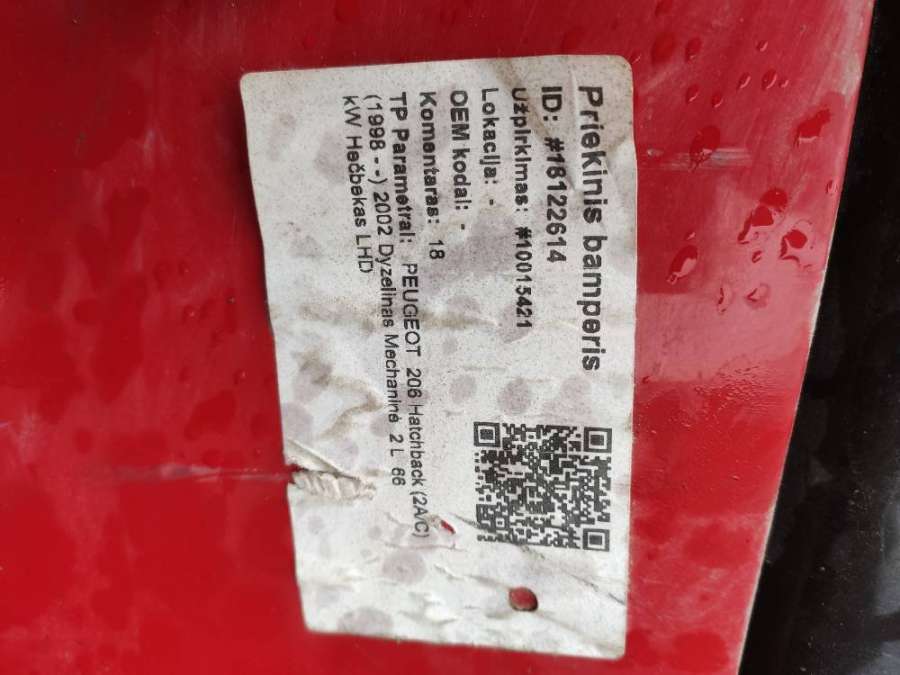 Priekinis bamperis
ID: #18122614
Užpirkimas: #10015421
Lokacija: -
OEM kodai: -
Komentaras: 18
TP Parametrai: PEUGEOT 206 Hatchback (2A/C)
(1998 - -) 2002 Dyzelinas Mechaninė 2 L 66
kW Hečbekas LHD